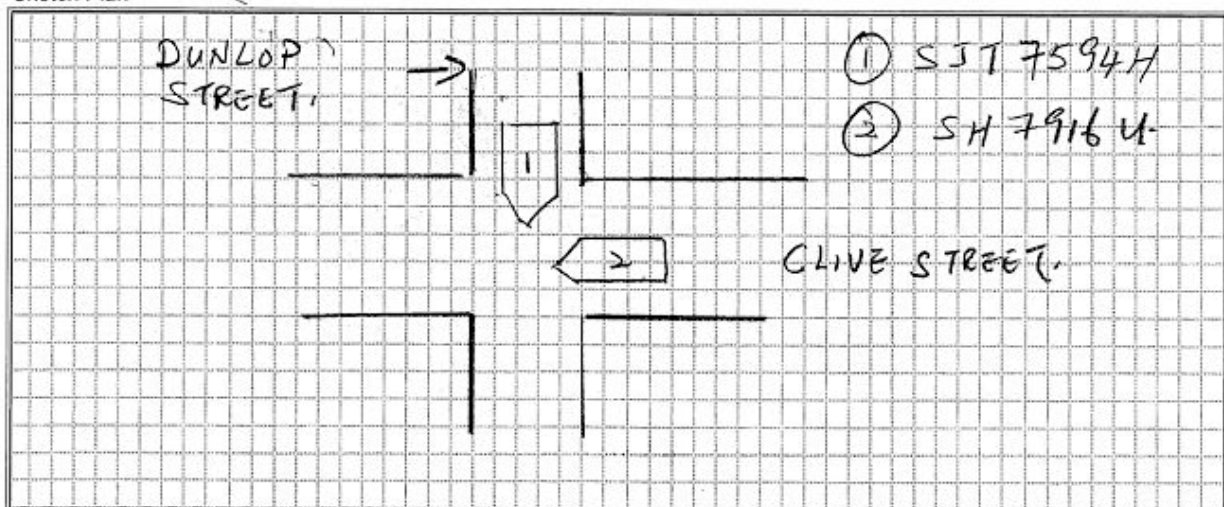 DUNLOP
STREET.
① SJT 7594H
② SH 7916 U.
1
2
CLIVE STREET.